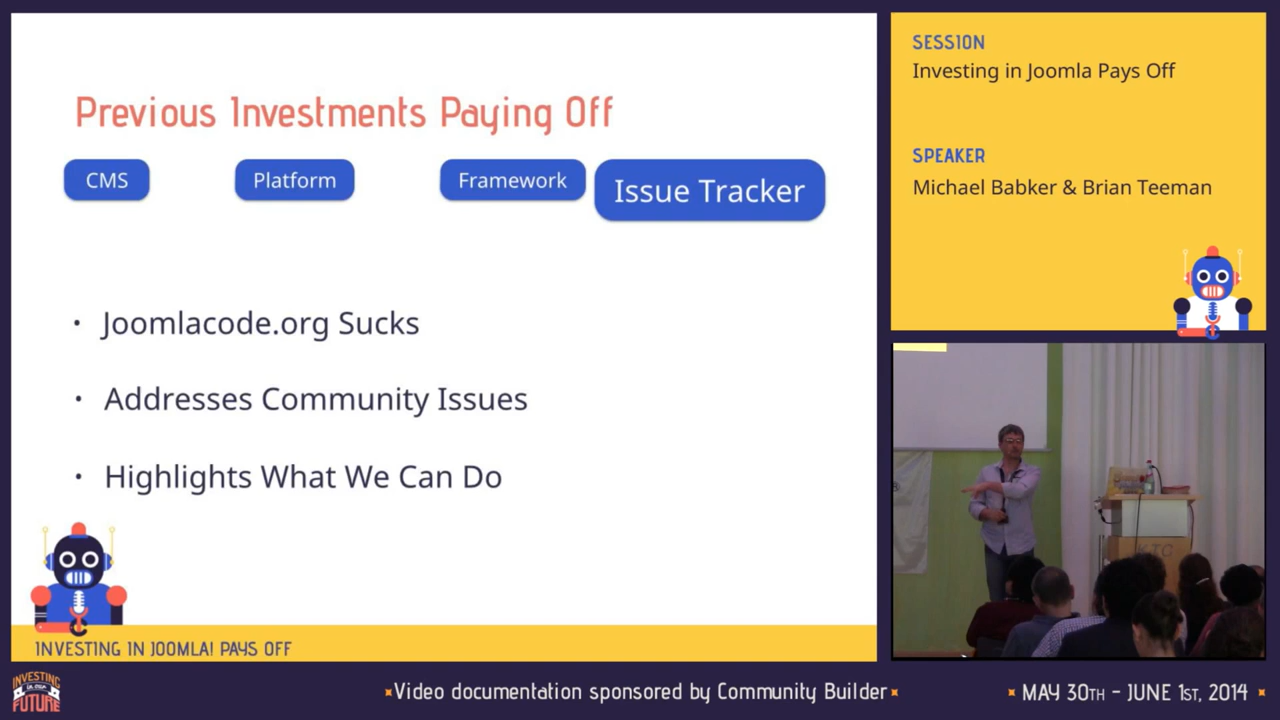 Previous Investments Paying Off
CMS
Platform
Framework
Issue Tracker
• Joomlacode.org Sucks
• Addresses Community Issues
• Highlights What We Can Do
INVESTING IN JOOMLA! PAYS OFF
SESSION
Investing in Joomla Pays Off
SPEAKER
Michael Babker & Brian Teeman
INVESTING
IN OUR
FUTURE
Video documentation sponsored by Community Builder
MAY 30TH - JUNE 1ST, 2014